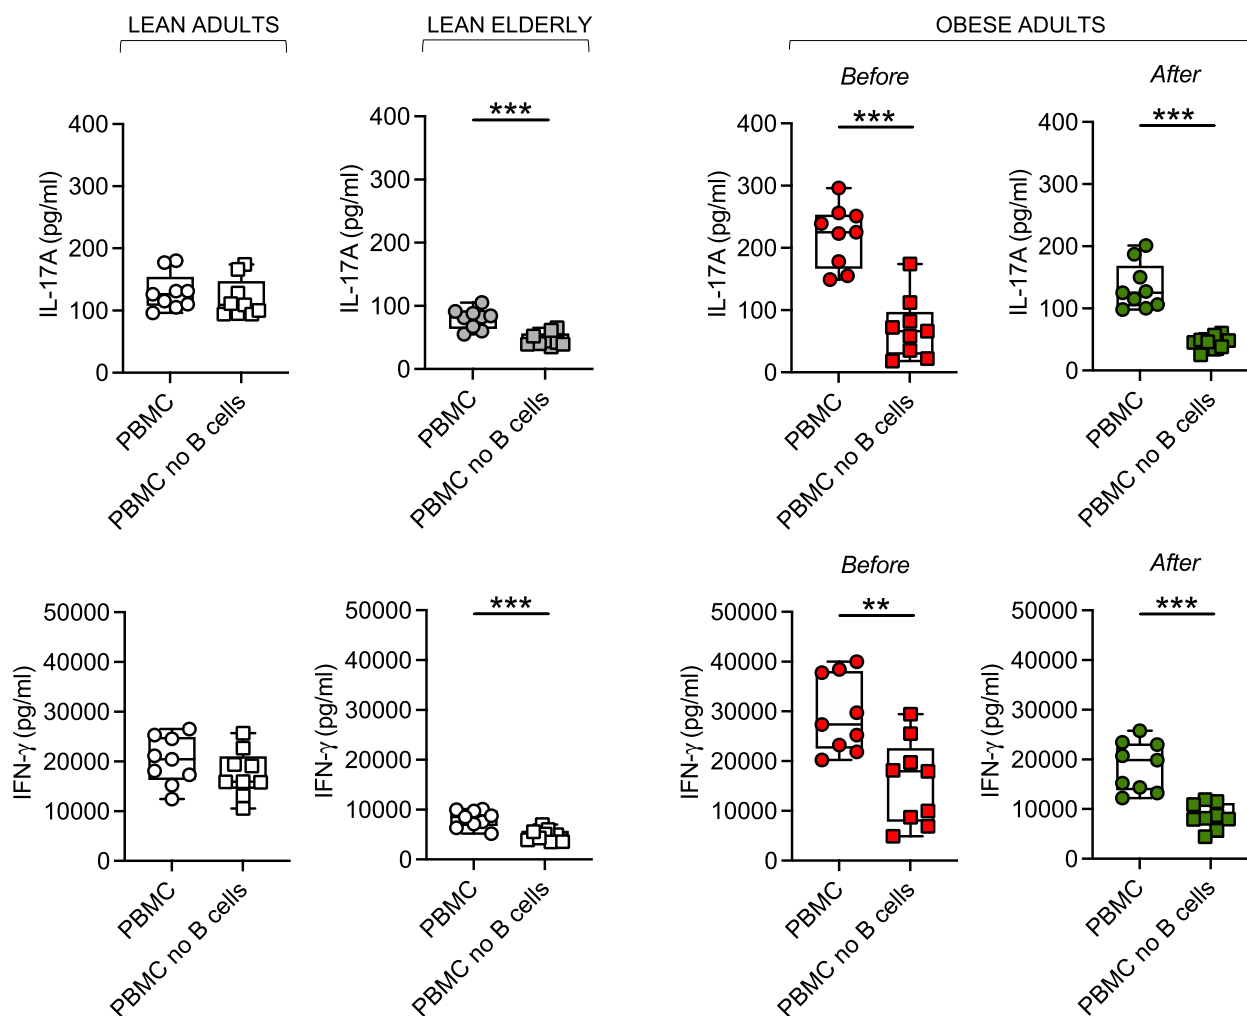 LEAN ADULTS
LEAN ELDERLY
OBESE ADULTS
Before
After
***
***
***
400
300
200
100
0
IL-17A (pg/ml)
PBMC
PBMC no B cells
400
300
200
100
0
IL-17A (pg/ml)
PBMC
PBMC no B cells
400
300
200
100
0
IL-17A (pg/ml)
PBMC
PBMC no B cells
400
300
200
100
0
IL-17A (pg/ml)
PBMC
PBMC no B cells
Before
After
***
**
***
50000
40000
30000
20000
10000
0
IFN-γ (pg/ml)
PBMC
PBMC no B cells
50000
40000
30000
20000
10000
0
IFN-γ (pg/ml)
PBMC
PBMC no B cells
50000
40000
30000
20000
10000
0
IFN-γ (pg/ml)
PBMC
PBMC no B cells
50000
40000
30000
20000
10000
0
IFN-γ (pg/ml)
PBMC
PBMC no B cells